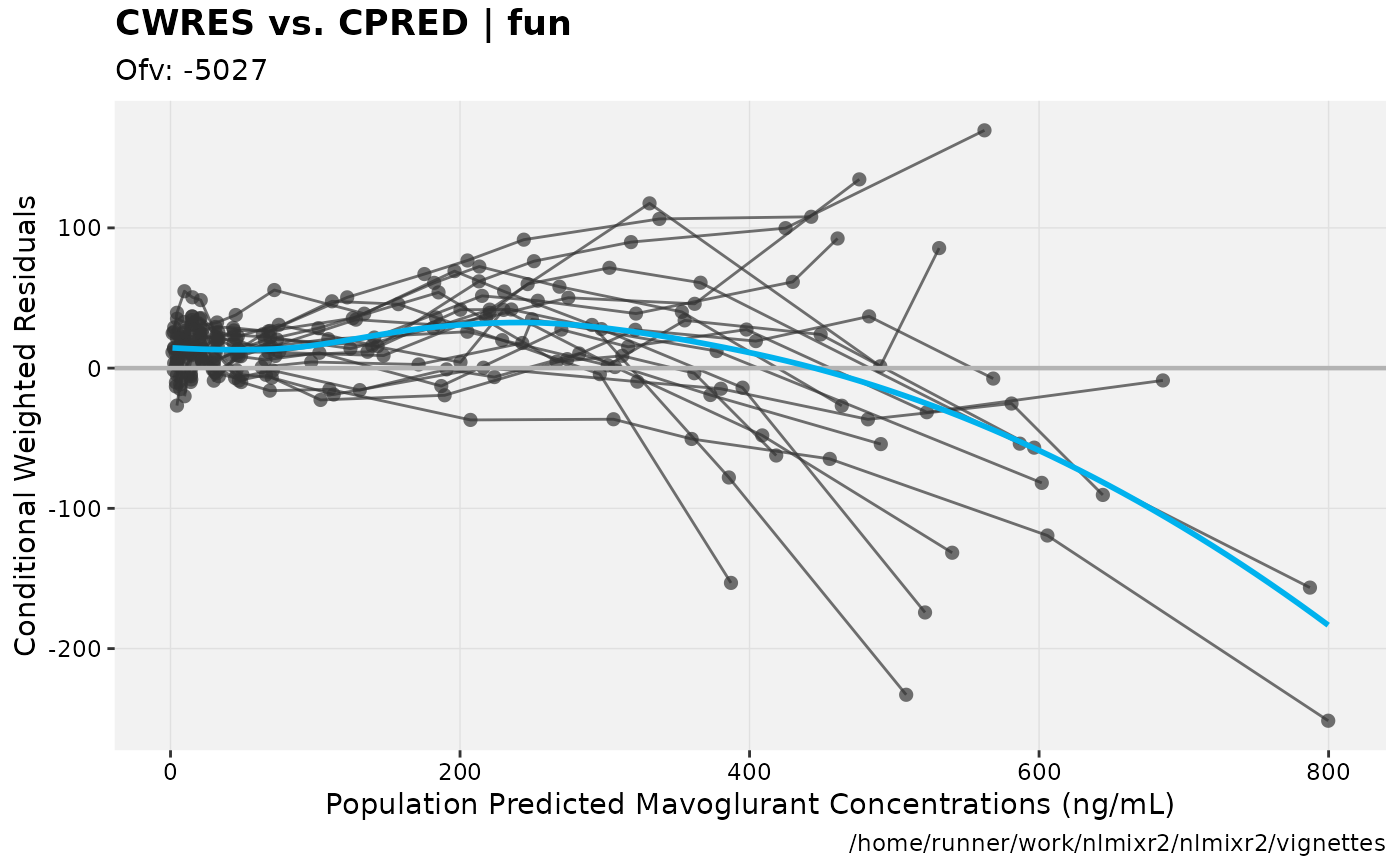 CWRES vs. CPRED | fun
Ofv: -5027
Conditional Weighted Residuals
100
0
-100
-200
0 200 400 600 800
Population Predicted Mavoglurant Concentrations (ng/mL)
/home/runner/work/nlmixr2/nlmixr2/vignettes